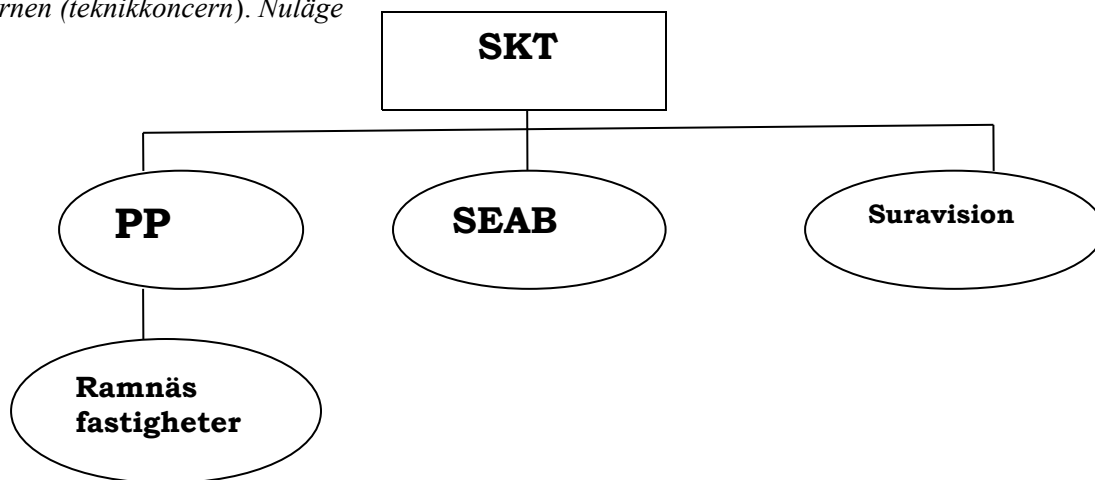 rnen (teknikkoncern). Nuläge
SKT
PP
SEAB
Suravision
Ramnäs
fastigheter